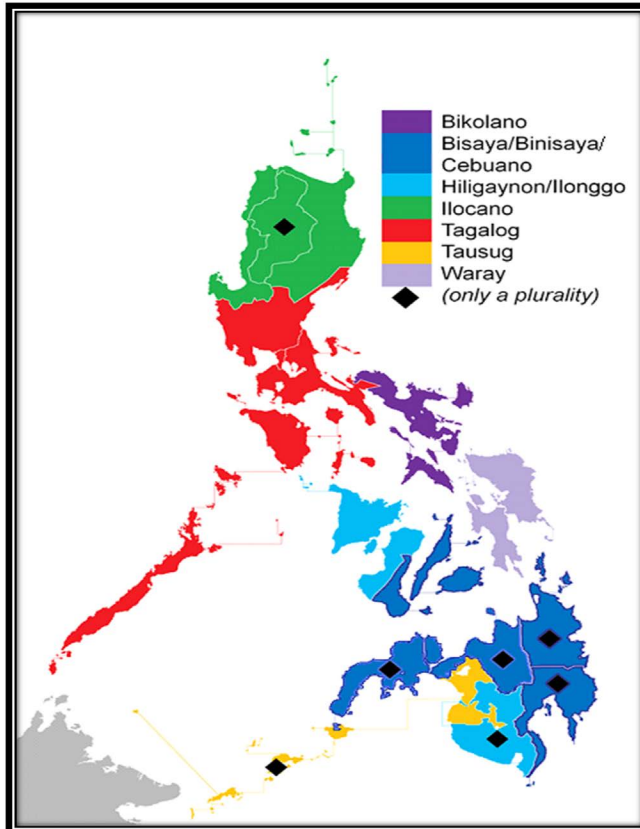 Bikolano
Bisaya/Binisaya/
Cebuano
Hiligaynon/Ilonggo
Ilocano
Tagalog
Tausug
Waray
(only a plurality)